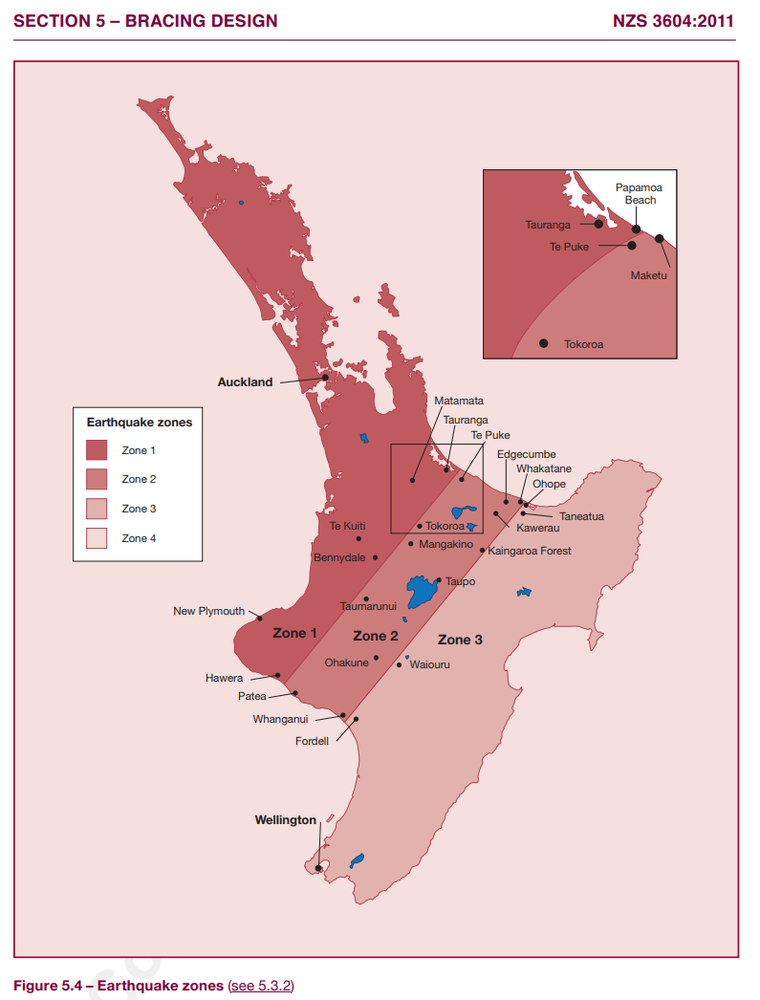 SECTION 5 – BRACING DESIGN
NZS 3604:2011
Papamoa
Beach
Tauranga
Te Puke
Maketu
Tokoroa
Auckland
Matamata
Tauranga
Te Puke
Earthquake zones
Zone 1
Zone 2
Zone 3
Zone 4
Edgecumbe
Whakatane
Ohope
Taneatua
Te Kuiti
Tokoroa
Kawerau
Mangakino
Kaingaroa Forest
Bennydale
Taupo
Taumarunui
New Plymouth
Zone 1
Zone 2
Zone 3
Ohakune
Waiouru
Hawera
Patea
Whanganui
Fordell
Wellington
Figure 5.4 – Earthquake zones (see 5.3.2)